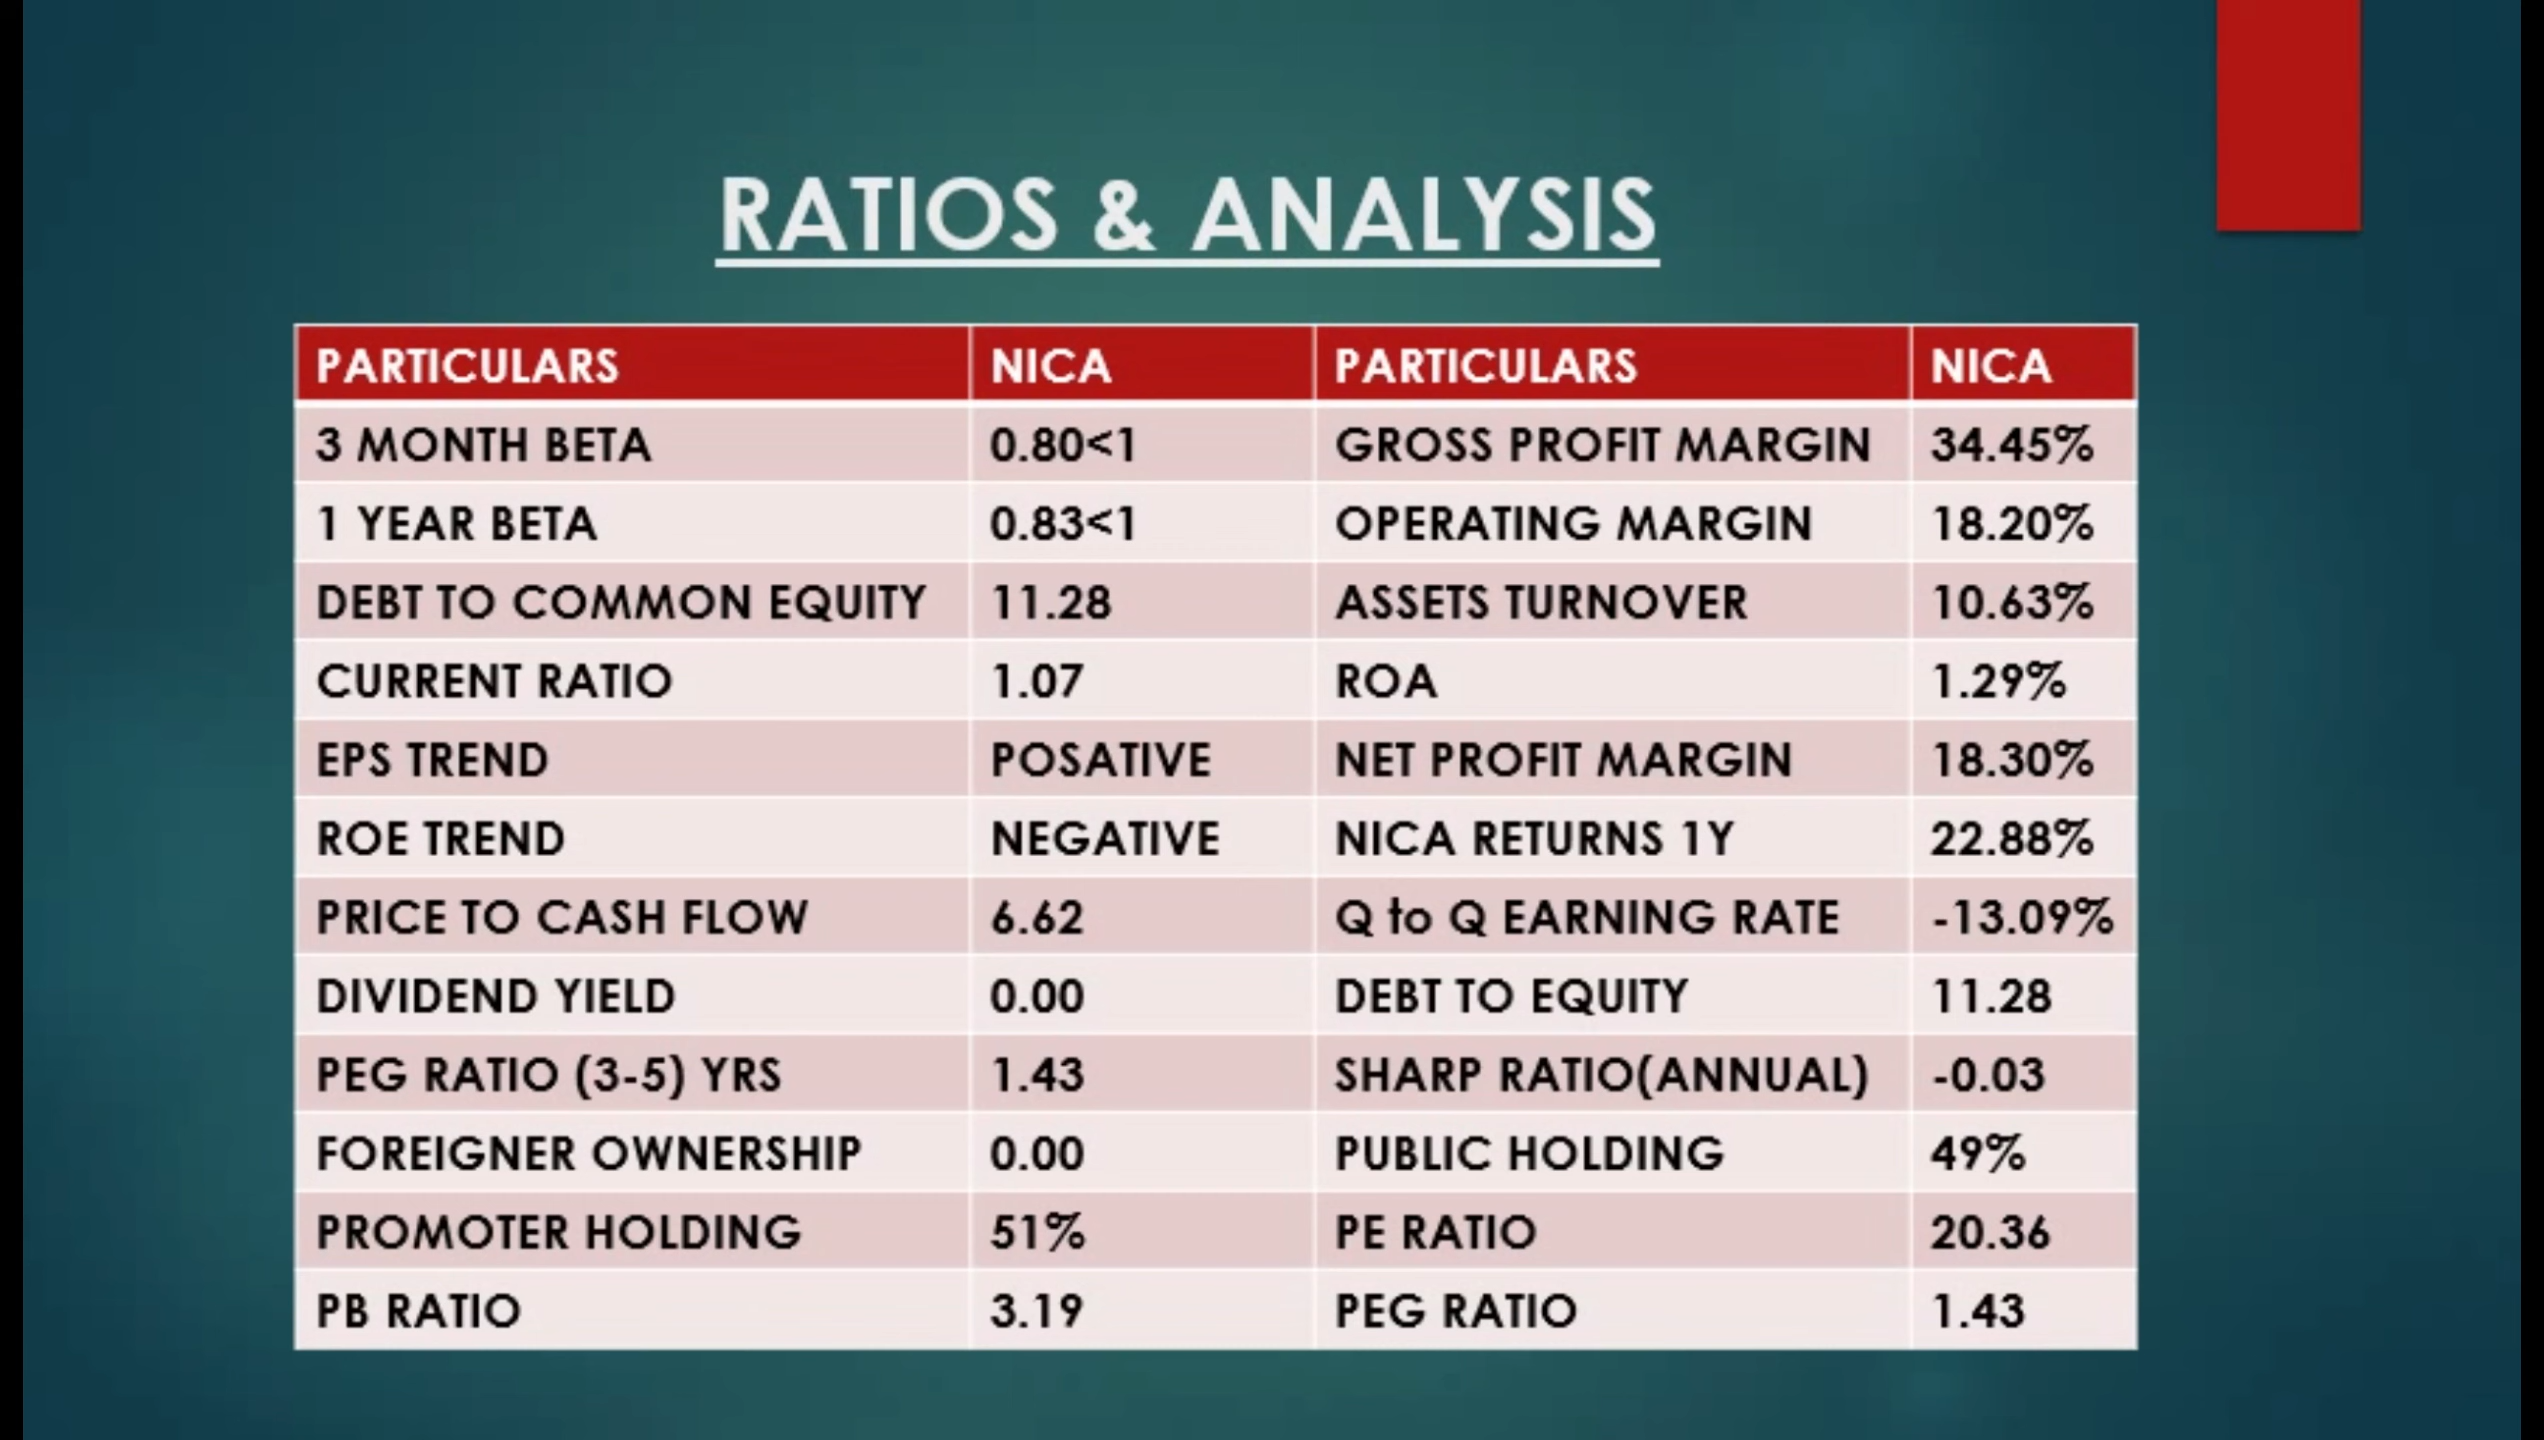 RATIOS & ANALYSIS
PARTICULARS NICA PARTICULARS NICA
3 MONTH BETA 0.80<1 GROSS PROFIT MARGIN 34.45%
1 YEAR BETA 0.83<1 OPERATING MARGIN 18.20%
DEBT TO COMMON EQUITY 11.28 ASSETS TURNOVER 10.63%
CURRENT RATIO 1.07 ROA 1.29%
EPS TREND POSATIVE NET PROFIT MARGIN 18.30%
ROE TREND NEGATIVE NICA RETURNS 1Y 22.88%
PRICE TO CASH FLOW 6.62 Q to Q EARNING RATE -13.09%
DIVIDEND YIELD 0.00 DEBT TO EQUITY 11.28
PEG RATIO (3-5) YRS 1.43 SHARP RATIO(ANNUAL) -0.03
FOREIGNER OWNERSHIP 0.00 PUBLIC HOLDING 49%
PROMOTER HOLDING 51% PE RATIO 20.36
PB RATIO 3.19 PEG RATIO 1.43